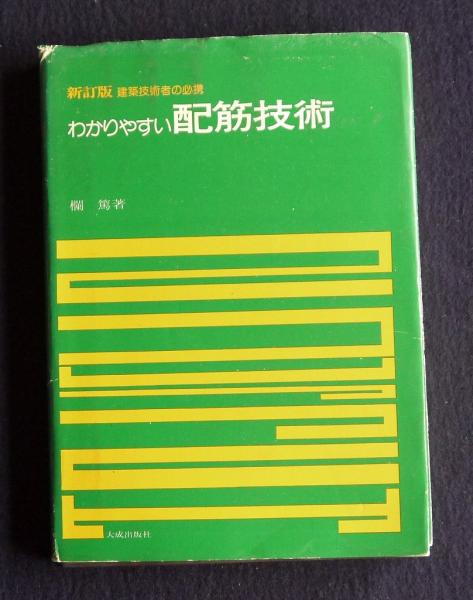 新訂版 建築技術者の必携
わかりやすい配筋技術
欄 篤著
大成出版社